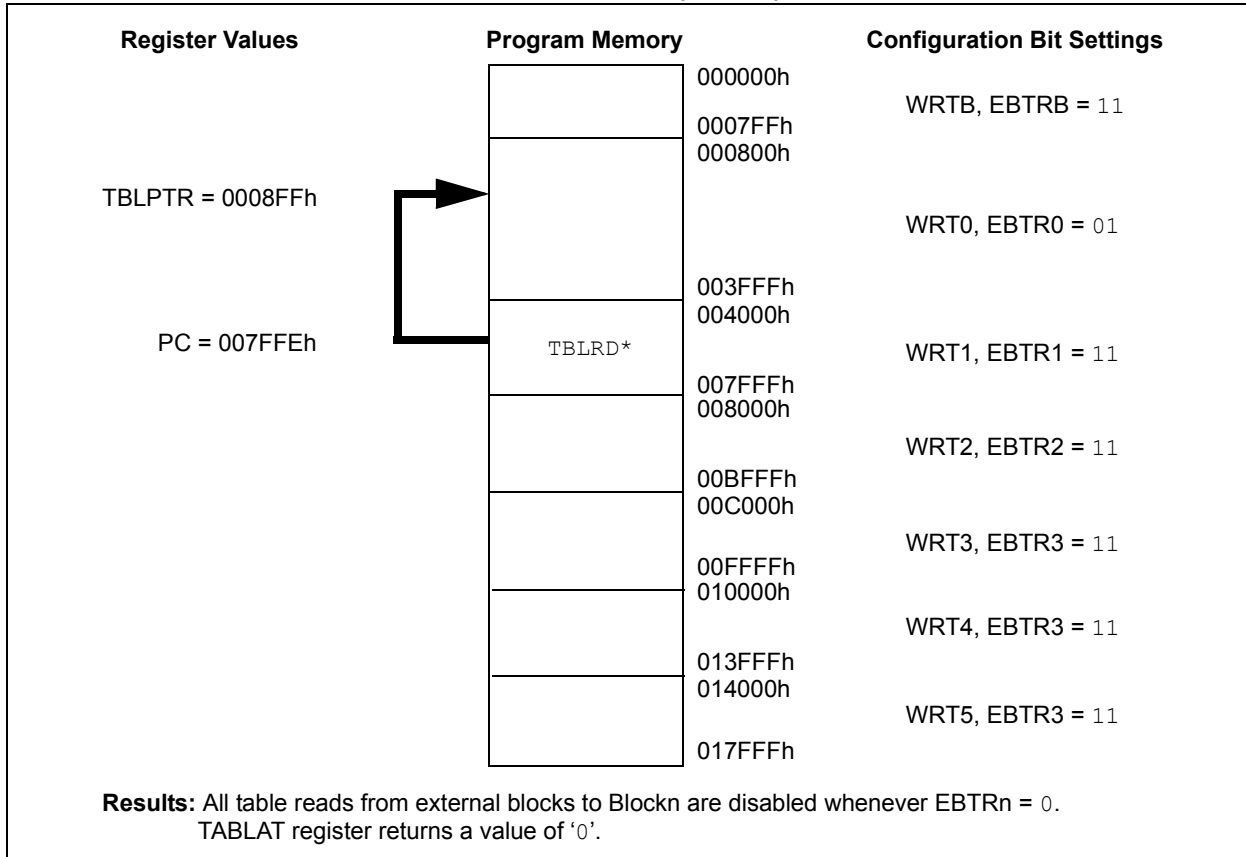 Register Values Program Memory Configuration Bit Settings
000000h
WRTB, EBTRB = 11
0007FFh
000800h
TBLPTR = 0008FFh
WRT0, EBTR0 = 01
003FFFh
004000h
PC = 007FFEh
TBLRD*
WRT1, EBTR1 = 11
007FFFh
008000h
WRT2, EBTR2 = 11
00BFFFh
00C000h
WRT3, EBTR3 = 11
00FFFFh
010000h
WRT4, EBTR3 = 11
013FFFh
014000h
WRT5, EBTR3 = 11
017FFFh
Results: All table reads from external blocks to Blockn are disabled whenever EBTRn = 0.
TABLAT register returns a value of ‘0’.